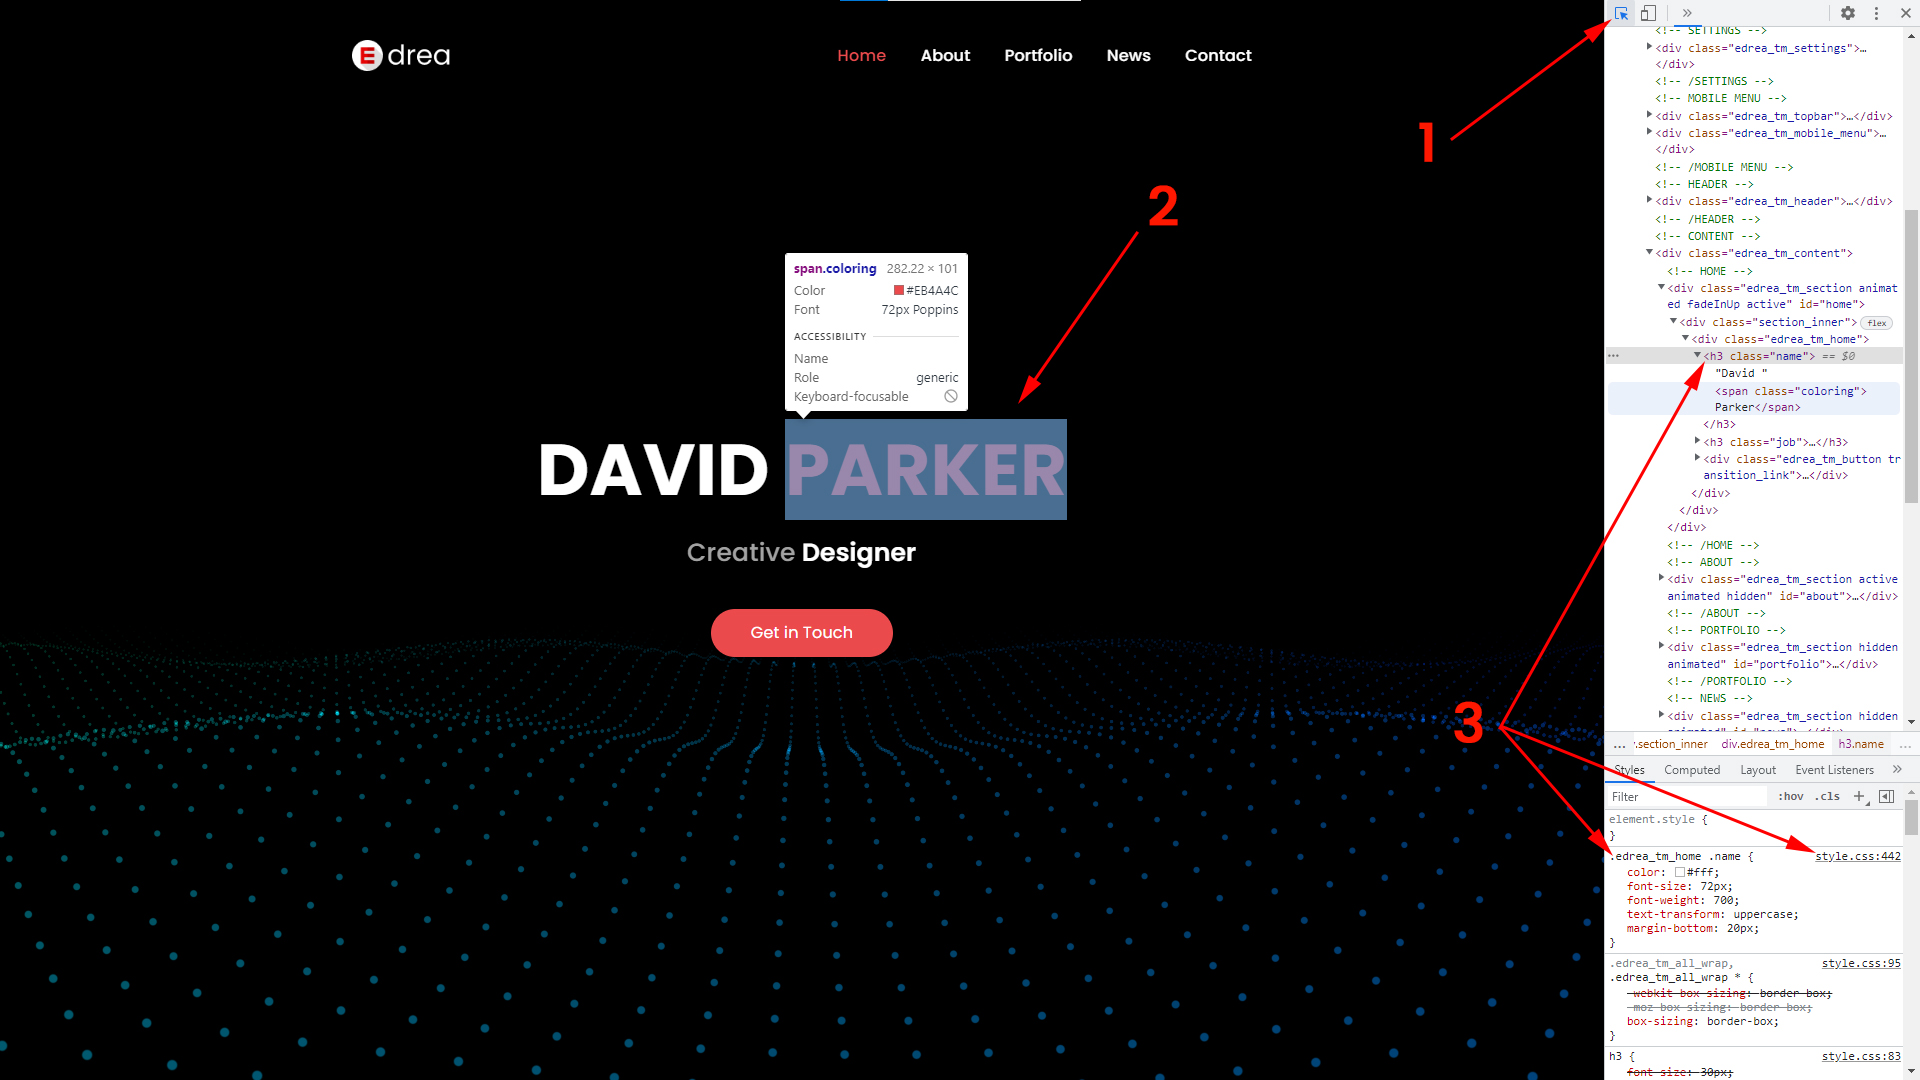 E drea
Home About Portfolio News Contact
1
2
span.coloring 282.22 × 101
Color #EB4A4C
Font 72px Poppins
ACCESSIBILITY
Name
Role generic
Keyboard-focusable
DAVID PARKER
Creative Designer
Get in Touch
3
<!-- SETTINGS -->
<div class="edrea_tm_settings">…
</div>
<!-- /SETTINGS -->
<!-- MOBILE MENU -->
<div class="edrea_tm_topbar">…</div>
<div class="edrea_tm_mobile_menu">…
</div>
<!-- /MOBILE MENU -->
<!-- HEADER -->
<div class="edrea_tm_header">…</div>
<!-- /HEADER -->
<!-- CONTENT -->
<div class="edrea_tm_content">
<!-- HOME -->
<div class="edrea_tm_section animat
ed fadeInUp active" id="home">
<div class="section_inner"> flex
<div class="edrea_tm_home">
<h3 class="name"> == $0
"David "
<span class="coloring">
Parker</span>
</h3>
<h3 class="job">…</h3>
<div class="edrea_tm_button tr
ansition_link">…</div>
</div>
</div>
</div>
<!-- /HOME -->
<!-- ABOUT -->
<div class="edrea_tm_section active
animated hidden" id="about">…</div>
<!-- /ABOUT -->
<!-- PORTFOLIO -->
<div class="edrea_tm_section hidden
animated" id="portfolio">…</div>
<!-- /PORTFOLIO -->
<!-- NEWS -->
<div class="edrea_tm_section hidden
… .section_inner div.edrea_tm_home h3.name …
Styles Computed Layout Event Listeners »
Filter :hov .cls +
element.style {
}
.edrea_tm_home .name { style.css:442
color: #fff;
font-size: 72px;
font-weight: 700;
text-transform: uppercase;
margin-bottom: 20px;
}
.edrea_tm_all_wrap, style.css:95
.edrea_tm_all_wrap * {
-webkit-box-sizing: border-box;
-moz-box-sizing: border-box;
box-sizing: border-box;
}
h3 { style.css:83
font-size: 30px;